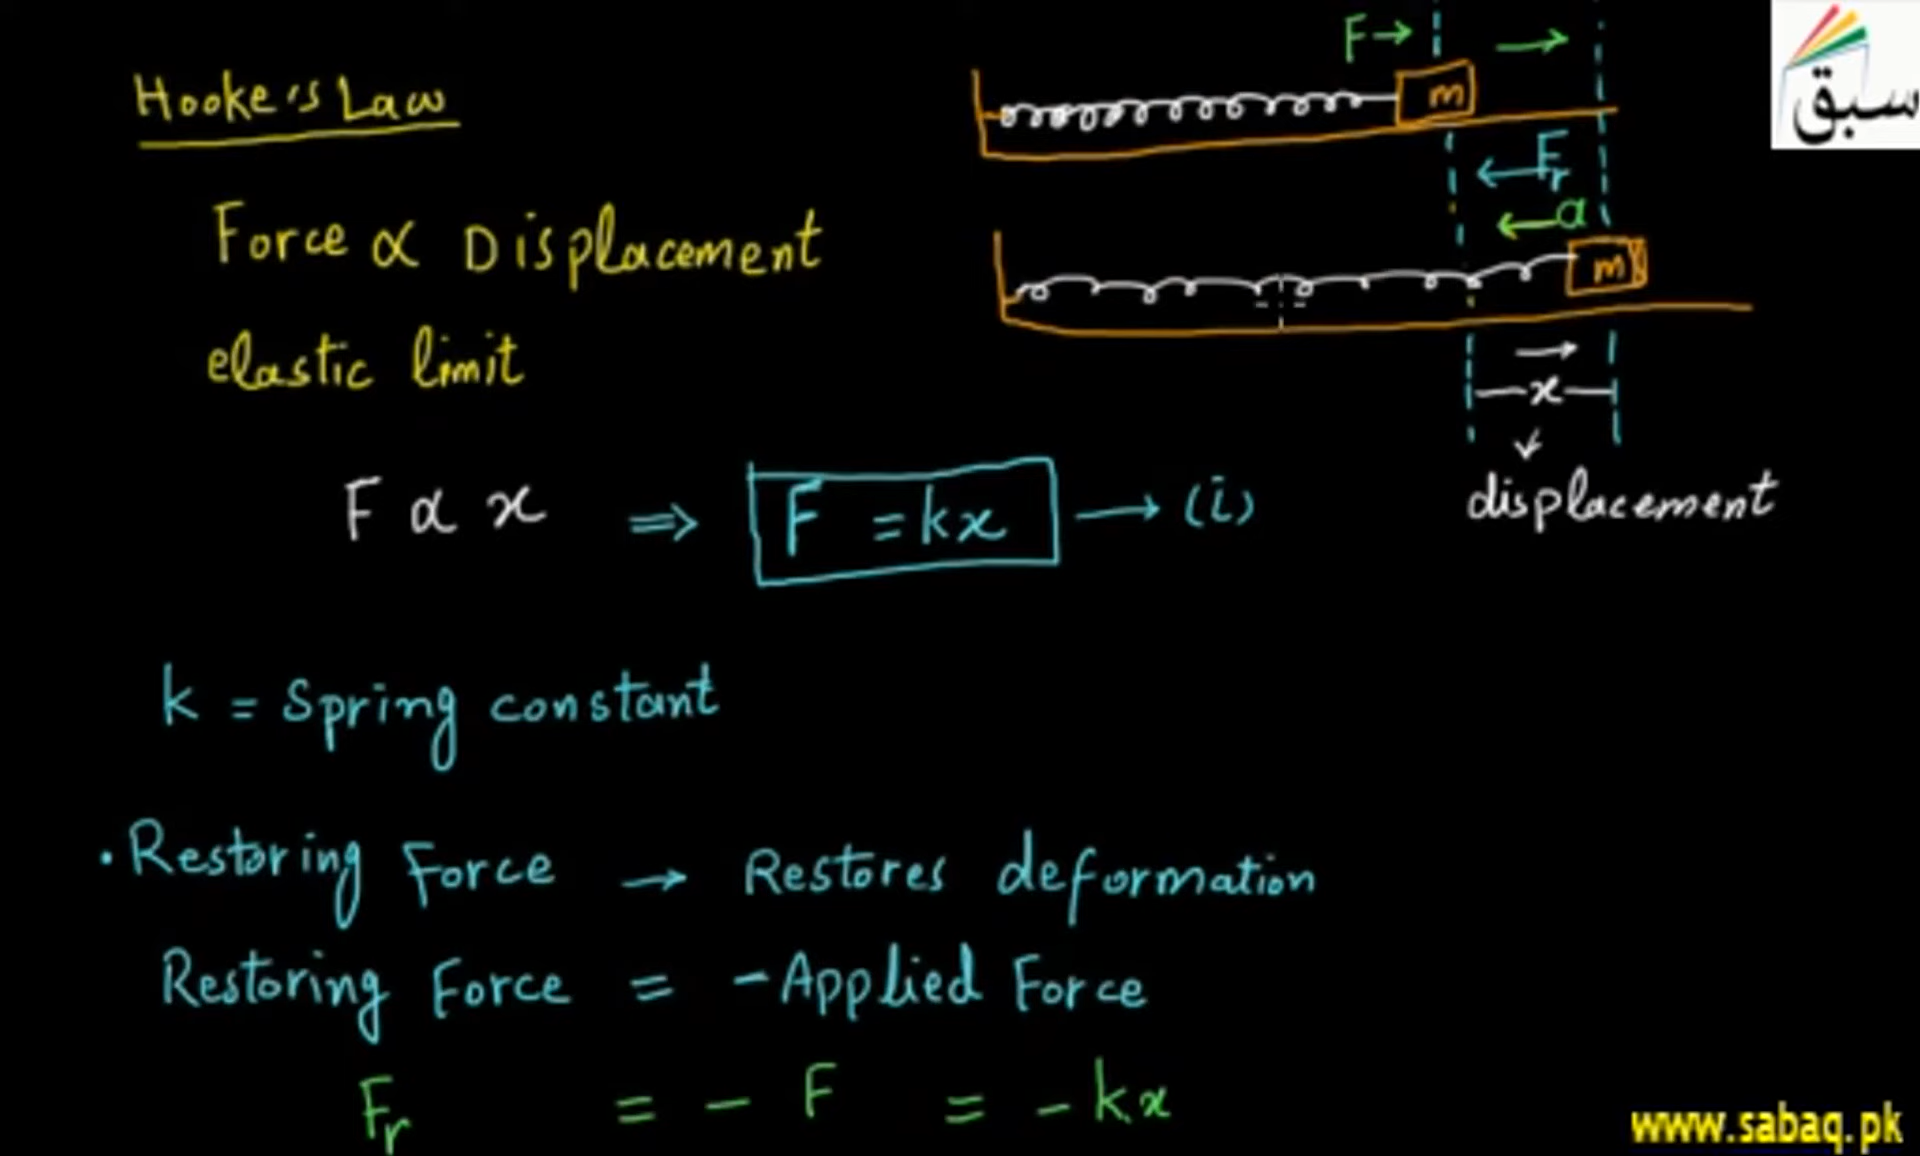 Hooke's Law
Force ∝ Displacement
elastic limit
F →
m
Fr
a
m
x
displacement
F ∝ x ⇒ F = kx → (i)
k = Spring constant
· Restoring Force → Restores deformation
Restoring Force = - Applied Force
Fr = - F = - kx
سبق
www.sabaq.pk